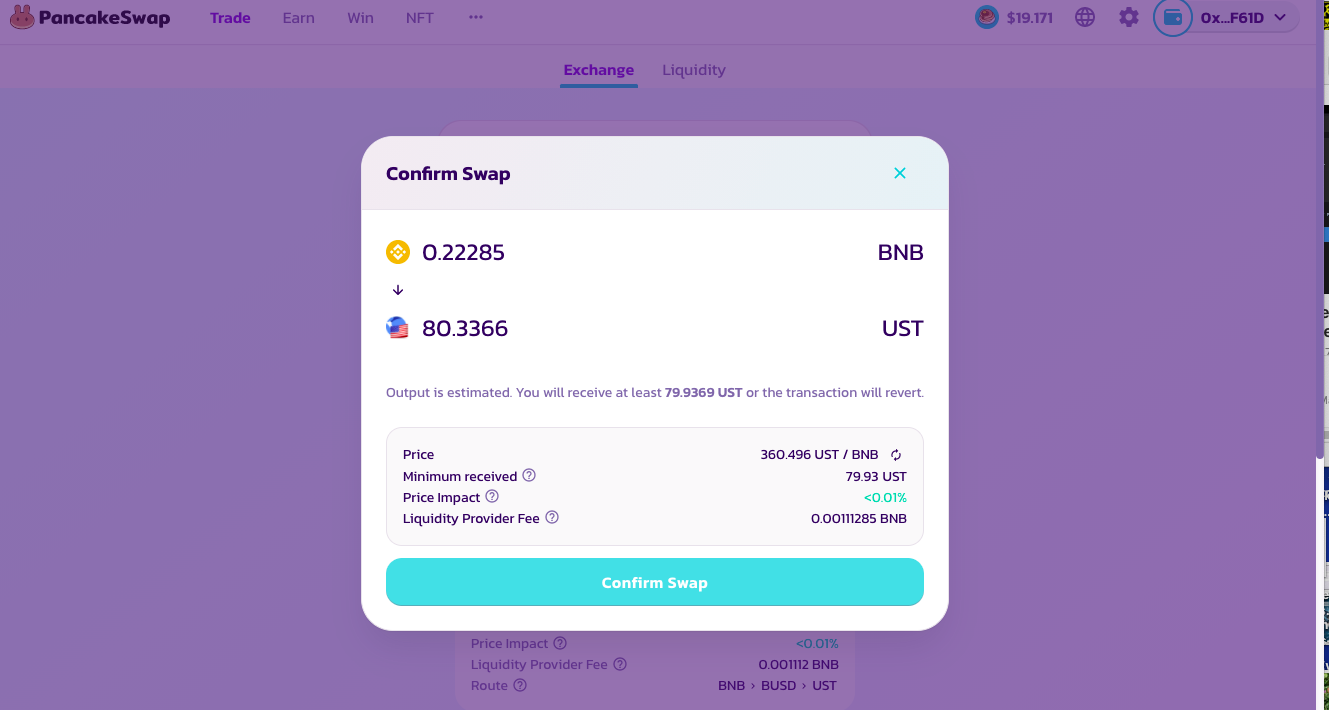 PancakeSwap Trade Earn Win NFT ··· $19.171 0x...F61D
Exchange Liquidity
Confirm Swap
0.22285 BNB
80.3366 UST
Output is estimated. You will receive at least 79.9369 UST or the transaction will revert.
Price 360.496 UST / BNB
Minimum received 79.93 UST
Price Impact <0.01%
Liquidity Provider Fee 0.00111285 BNB
Confirm Swap
Price Impact <0.01%
Liquidity Provider Fee 0.001112 BNB
Route BNB › BUSD › UST